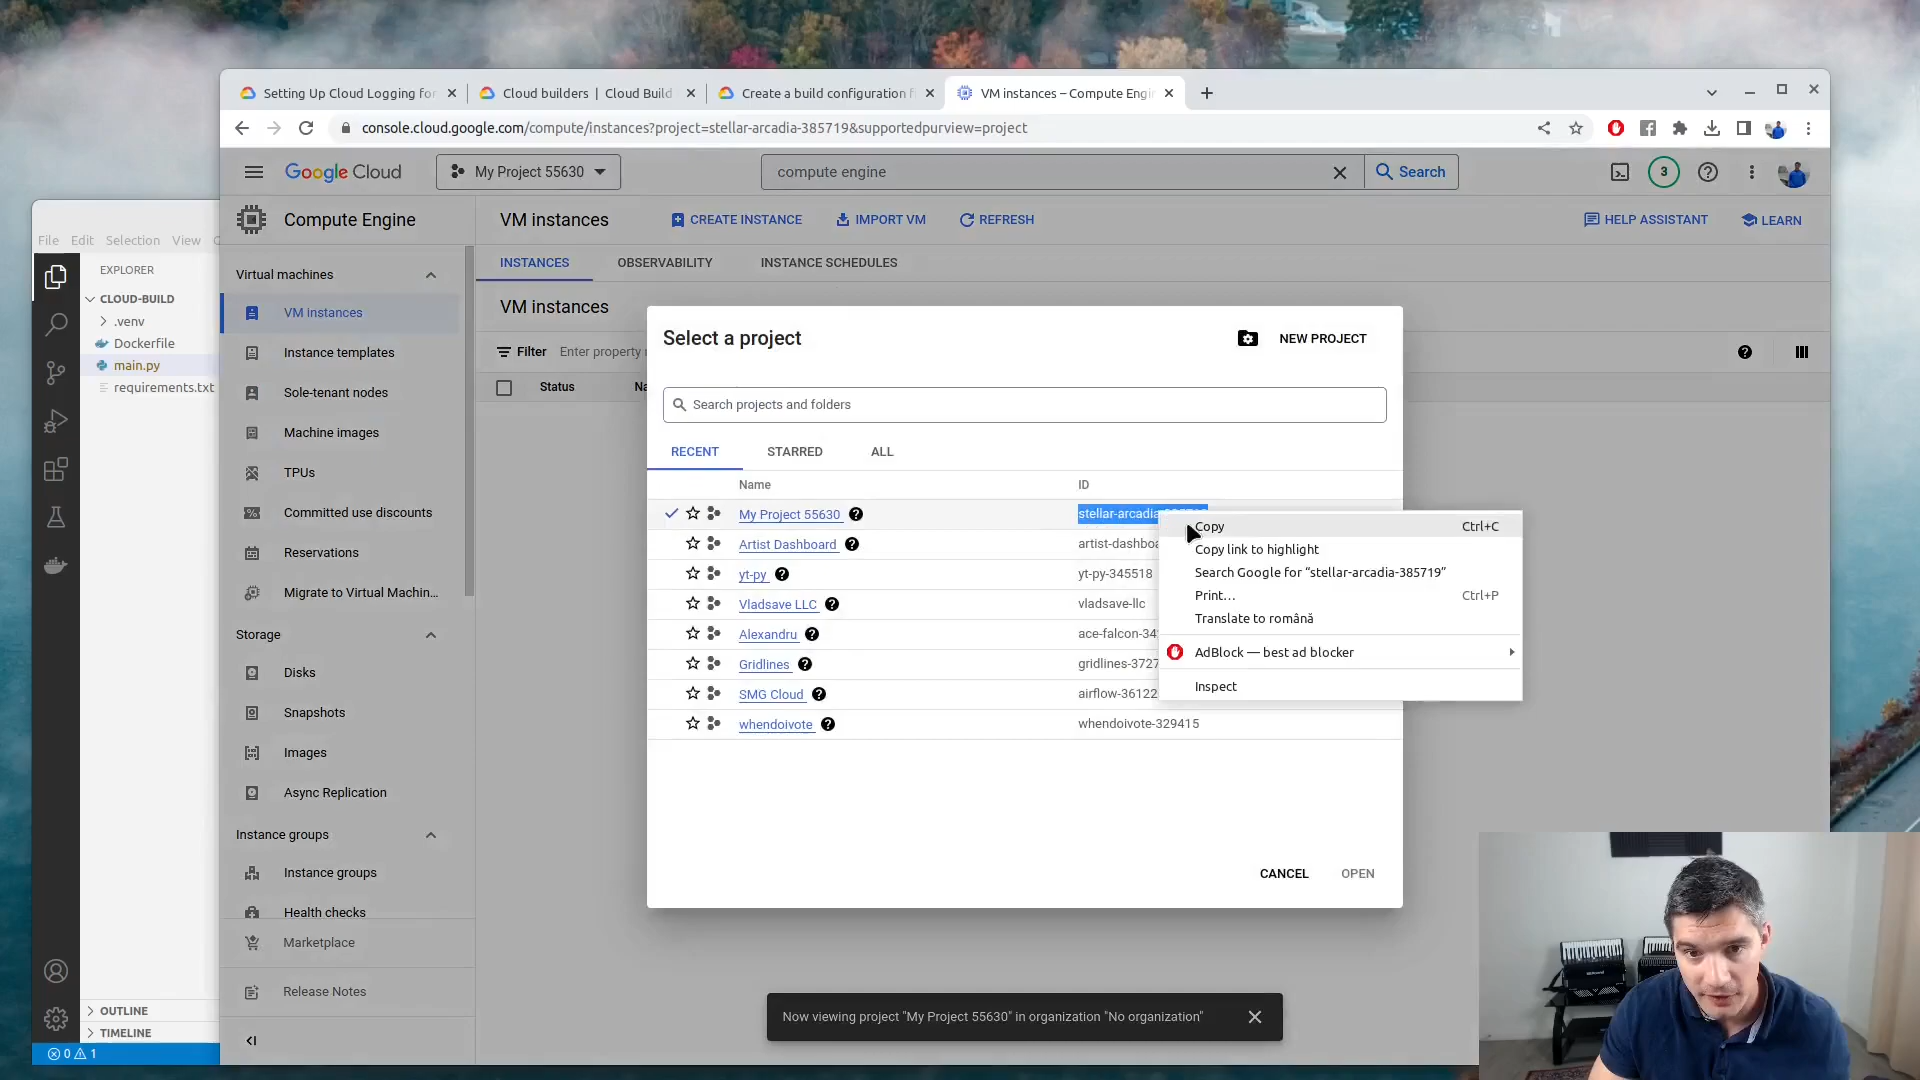 Setting Up Cloud Logging for
Cloud builders | Cloud Build
Create a build configuration f
VM instances – Compute Engin
console.cloud.google.com/compute/instances?project=stellar-arcadia-385719&supportedpurview=project
Google Cloud
My Project 55630
compute engine
Search
3
Compute Engine
VM instances
CREATE INSTANCE
IMPORT VM
REFRESH
HELP ASSISTANT
LEARN
File Edit Selection View
EXPLORER
CLOUD-BUILD
.venv
Dockerfile
main.py
requirements.txt
OUTLINE
TIMELINE
0 1
Virtual machines
VM instances
Instance templates
Sole-tenant nodes
Machine images
TPUs
Committed use discounts
Reservations
Migrate to Virtual Machin...
Storage
Disks
Snapshots
Images
Async Replication
Instance groups
Instance groups
Health checks
Marketplace
Release Notes
INSTANCES
OBSERVABILITY
INSTANCE SCHEDULES
VM instances
Filter Enter property
Status
Na
Select a project
NEW PROJECT
Search projects and folders
RECENT
STARRED
ALL
Name ID
My Project 55630 stellar-arcadia-385719
Artist Dashboard artist-dashboa
yt-py yt-py-345518
Vladsave LLC vladsave-llc
Alexandru ace-falcon-34
Gridlines gridlines-3727
SMG Cloud airflow-36122
whendoivote whendoivote-329415
CANCEL
OPEN
Copy Ctrl+C
Copy link to highlight
Search Google for “stellar-arcadia-385719”
Print… Ctrl+P
Translate to română
AdBlock — best ad blocker
Inspect
Now viewing project "My Project 55630" in organization "No organization"